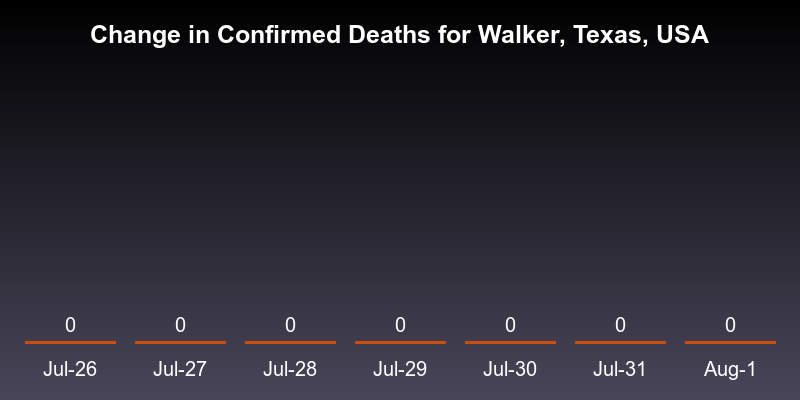 Change in Confirmed Deaths for Walker, Texas, USA
0 0 0 0 0 0 0
Jul-26 Jul-27 Jul-28 Jul-29 Jul-30 Jul-31 Aug-1